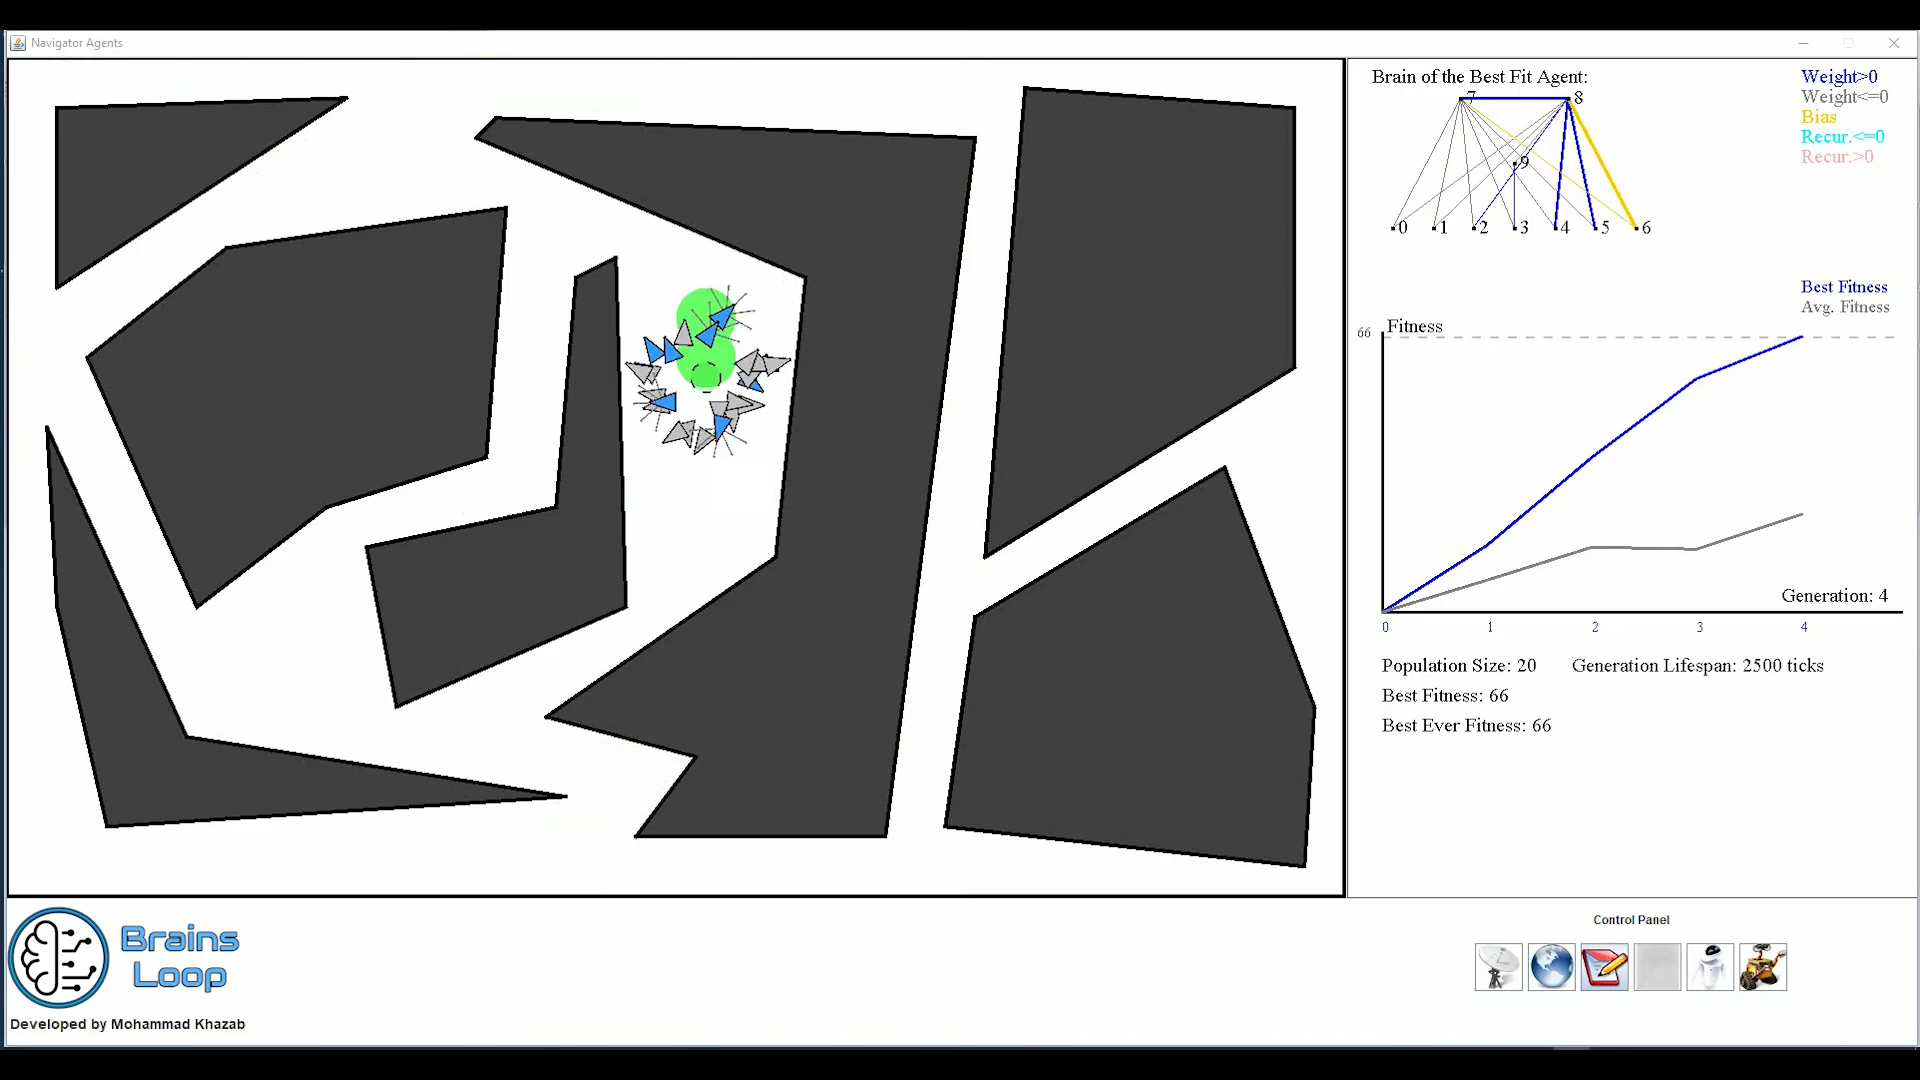 Navigator Agents
Brain of the Best Fit Agent:
Weight>0
Weight<=0
Bias
Recur.<=0
Recur.>0
7
8
9
0 1 2 3 4 5 6
Best Fitness
Avg. Fitness
66
Fitness
Generation: 4
0 1 2 3 4
Population Size: 20 Generation Lifespan: 2500 ticks
Best Fitness: 66
Best Ever Fitness: 66
Control Panel
Brains
Loop
Developed by Mohammad Khazab